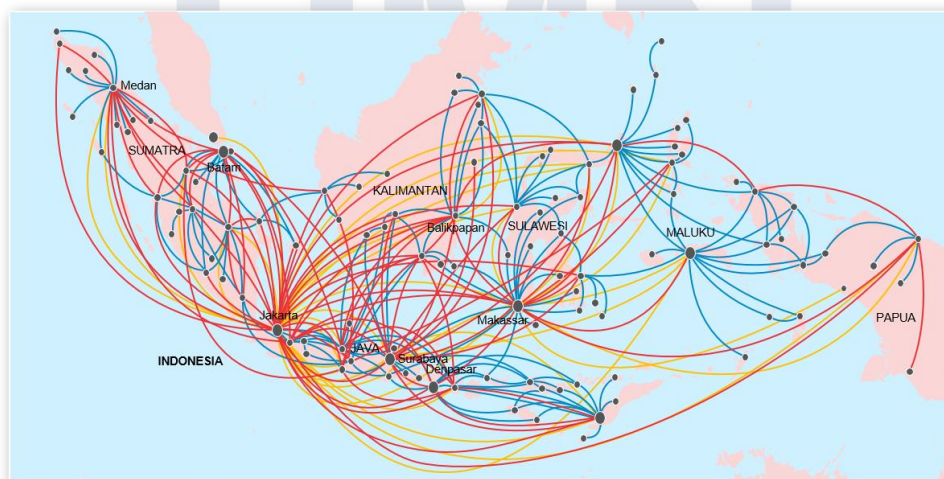 Medan
SUMATRA
Batam
KALIMANTAN
Balikpapan
SULAWESI
MALUKU
Jakarta
Makassar
PAPUA
JAVA
Surabaya
INDONESIA
Denpasar